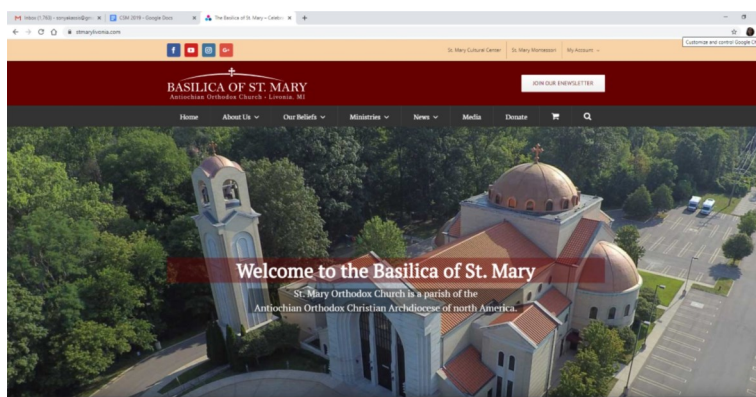 CSM 2019 - Google Docs
The Basilica of St. Mary – Celebr
stmarylivonia.com
Customize and control Google Ch
St. Mary Cultural Center
St. Mary Montessori
My Account
BASILICA OF ST. MARY
Antiochian Orthodox Church - Livonia, MI
JOIN OUR ENEWSLETTER
Home About Us Our Beliefs Ministries News Media Donate
Welcome to the Basilica of St. Mary
St. Mary Orthodox Church is a parish of the
Antiochian Orthodox Christian Archdiocese of north America.